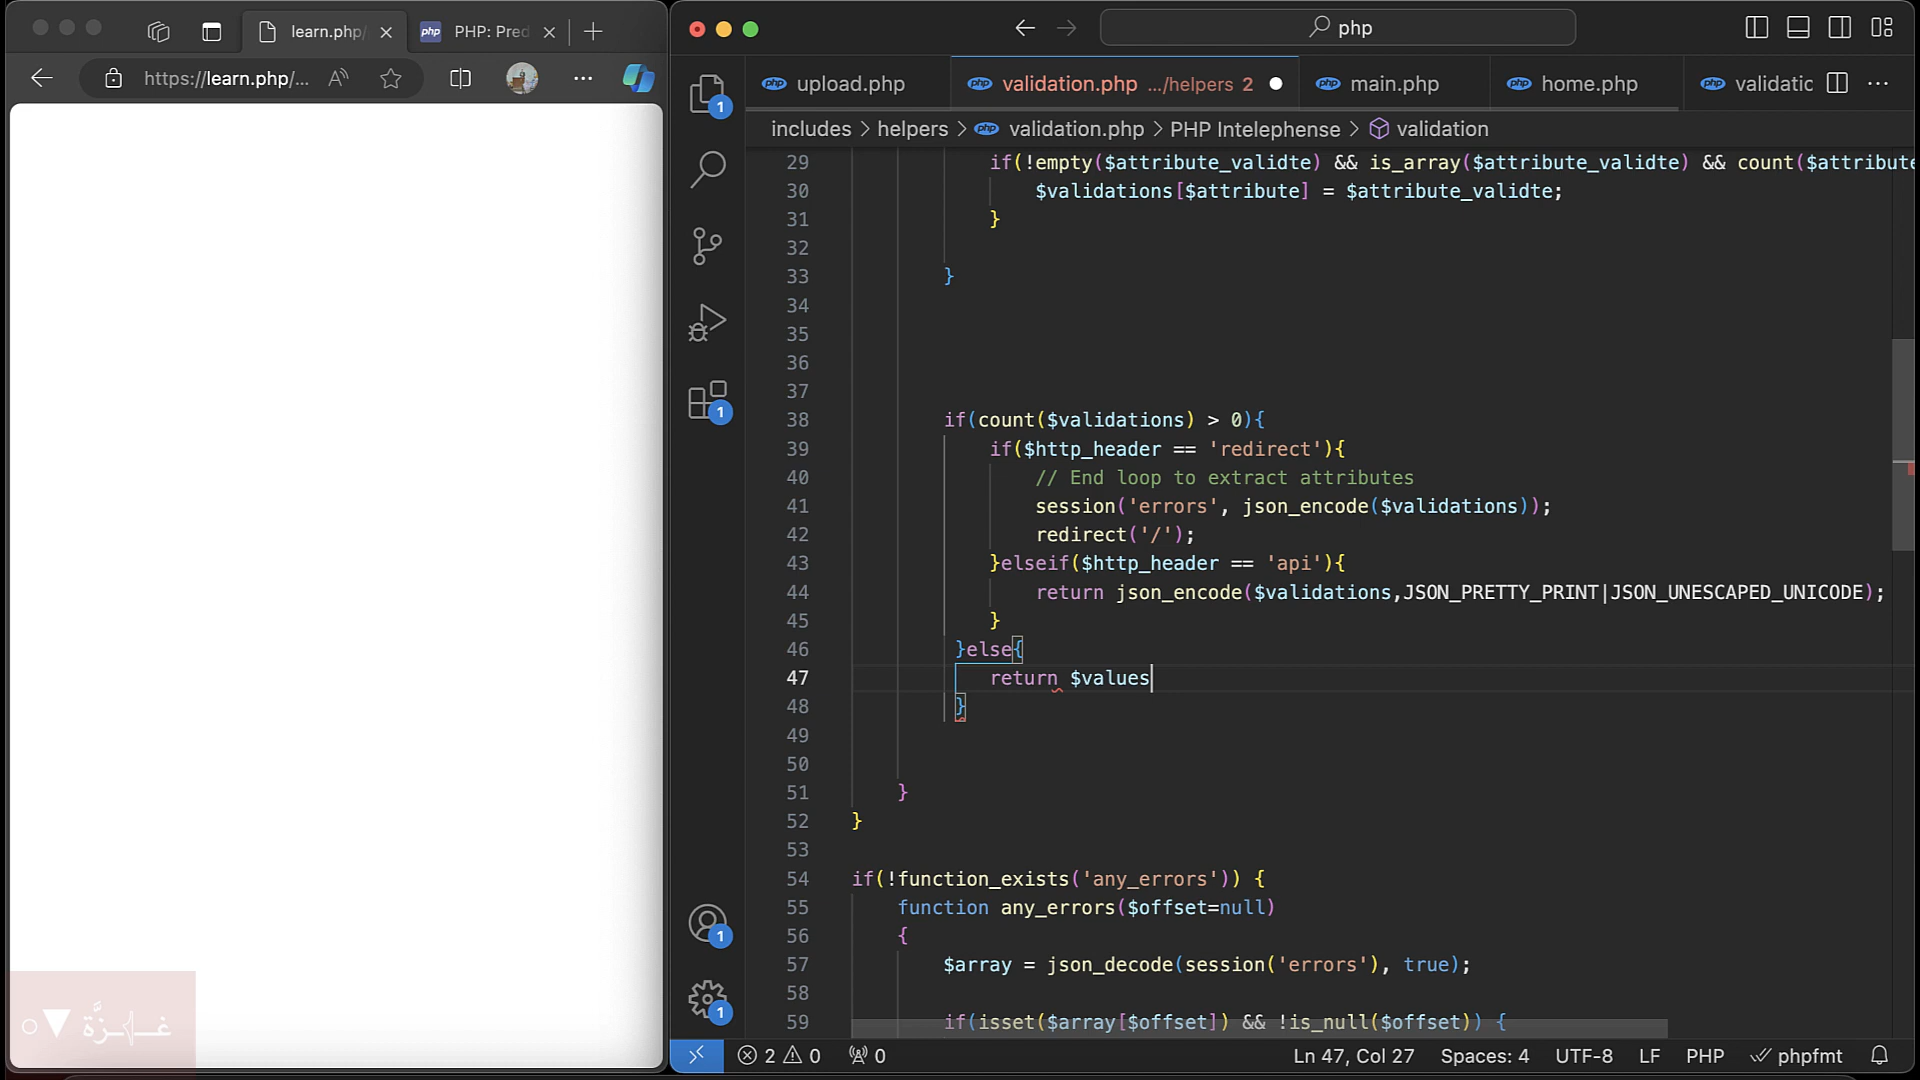 learn.php/
PHP: Pred
https://learn.php/...
غـزَّة
php
1
1
1
1
upload.php
validation.php .../helpers 2
main.php
home.php
validatic
includes > helpers > validation.php > PHP Intelephense > validation
29 if(!empty($attribute_validte) && is_array($attribute_validte) && count($attribute
30 $validations[$attribute] = $attribute_validte;
31 }
32
33 }
34
35
36
37
38 if(count($validations) > 0){
39 if($http_header == 'redirect'){
40 // End loop to extract attributes
41 session('errors', json_encode($validations));
42 redirect('/');
43 }elseif($http_header == 'api'){
44 return json_encode($validations,JSON_PRETTY_PRINT|JSON_UNESCAPED_UNICODE);
45 }
46 }else{
47 return $values
48 }
49
50
51 }
52 }
53
54 if(!function_exists('any_errors')) {
55 function any_errors($offset=null)
56 {
57 $array = json_decode(session('errors'), true);
58
59 if(isset($array[$offset]) && !is_null($offset)) {
2 0 0 Ln 47, Col 27 Spaces: 4 UTF-8 LF PHP phpfmt